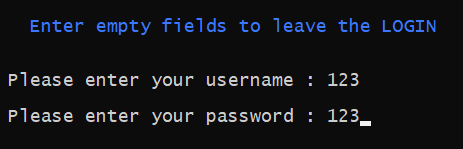 Enter empty fields to leave the LOGIN
Please enter your username : 123
Please enter your password : 123